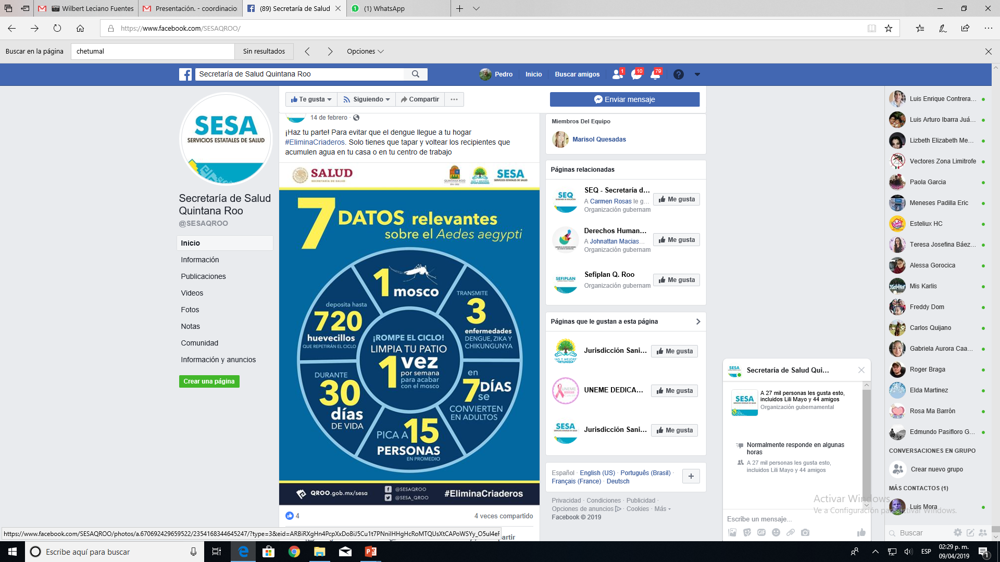 Wilbert Leciano Fuentes
Presentación. - coordinacio
(89) Secretaría de Salud
(1) WhatsApp
https://www.facebook.com/SESAQROO/
Buscar en la página
chetumal
Sin resultados
Opciones
Secretaría de Salud Quintana Roo
Pedro
Inicio
Buscar amigos
1
10
79
SESA
SERVICIOS ESTATALES DE SALUD
Secretaría de Salud
Quintana Roo
@SESAQROO
Inicio
Información
Publicaciones
Videos
Fotos
Notas
Comunidad
Información y anuncios
Crear una página
Te gusta
Siguiendo
Compartir
Enviar mensaje
14 de febrero ·
¡Haz tu parte! Para evitar que el dengue llegue a tu hogar
#EliminaCriaderos. Solo tienes que tapar y voltear los recipientes que
acumulen agua en tu casa o en tu centro de trabajo
SALUD
SECRETARÍA DE SALUD
QUINTANA ROO
MÁS Y MEJORES
OPORTUNIDADES
SESA
SERVICIOS ESTATALES DE SALUD
7 DATOS relevantes
sobre el Aedes aegypti
1 mosco
TRANSMITE
3
enfermedades
DENGUE, ZIKA Y
CHIKUNGUNYA
en
7 DÍAS
se
CONVIERTEN
EN ADULTOS
PICA A 15
PERSONAS
EN PROMEDIO
DURANTE
30
días
DE VIDA
deposita hasta
720
huevecillos
QUE REPETIRÁN EL CICLO
¡ROMPE EL CICLO!
LIMPIA TU PATIO
1 vez
por semana
para acabar
con el mosco
QROO.gob.mx/sesa
@SESAQROO
@SESA_QROO
#EliminaCriaderos
4
4 veces compartido
Miembros Del Equipo
Marisol Quesadas
Páginas relacionadas
SEQ
SEQ - Secretaría d...
A Carmen Rosas le g...
Organización gubernam
Me gusta
Derechos Human...
A Johnattan Macias...
Organización gubernam
Me gusta
SEFIPLAN
Sefiplan Q. Roo
Organización gubernam
Me gusta
Páginas que le gustan a esta página
Jurisdicción Sani...
Me gusta
UNEME
UNEME DEDICA...
Me gusta
SESA
Jurisdicción Sani...
Me gusta
Español · English (US) · Português (Brasil) ·
Français (France) · Deutsch
Privacidad · Condiciones · Publicidad ·
Opciones de anuncios · Cookies · Más
Facebook © 2019
SESA
Secretaría de Salud Qui...
SESA
A 27 mil personas les gusta esto,
incluidos Lili Mayo y 44 amigos
Organización gubernamental
Normalmente responde en algunas
horas
A 27 mil personas les gusta esto,
incluidos Lili Mayo y 44 amigos
Escribe un mensaje...
GIF
Luis Enrique Contrera...
Luis Arturo Ibarra Juá...
Lizbeth Elizabeth Me...
Vectores Zona Limitrofe
Paola Garcia
Meneses Padilla Eric
Esteliux HC
Teresa Josefina Báez...
Alessa Gorocica
Mis Karlis
Freddy Dom
Carlos Quijano
Gabriela Aurora Caa...
Roger Braga
Elda Martinez
Rosa Ma Barrón
Edmundo Pasifloro G...
CONVERSACIONES EN GRUPO
Crear nuevo grupo
MÁS CONTACTOS (1)
Luis Mora
Buscar
Activar Windows
Ve a Configuración para activar Windows.
https://www.facebook.com/SESAQROO/photos/a.670692429659522/2354168344645247/?type=3&eid=ARBiRXgHn4PcpXxDoBiJ5Cu1t7PNniIHHgHcRoMTQUsXtCAPoWSYy_O5ul4eF
Escribe aquí para buscar
ESP
02:29 p. m.
09/04/2019
1